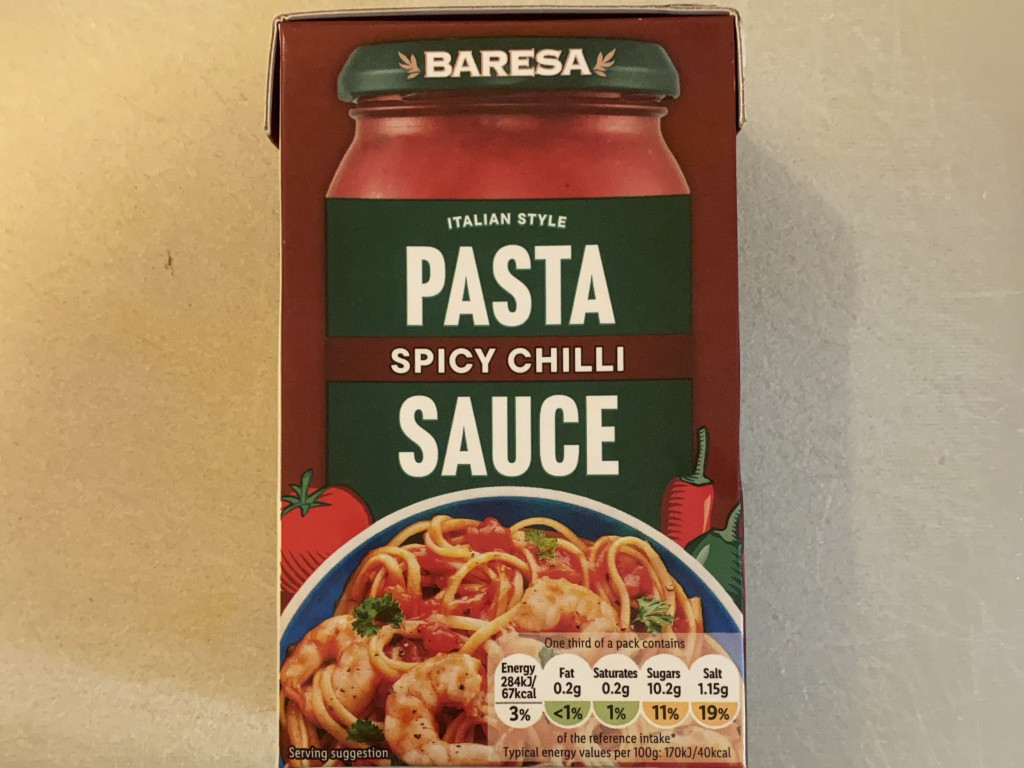 BARESA
ITALIAN STYLE
PASTA
SPICY CHILLI
SAUCE
One third of a pack contains
Energy 284kJ/ 67kcal 3%
Fat 0.2g <1%
Saturates 0.2g 1%
Sugars 10.2g 11%
Salt 1.15g 19%
of the reference intake*
Typical energy values per 100g: 170kJ/40kcal
Serving suggestion